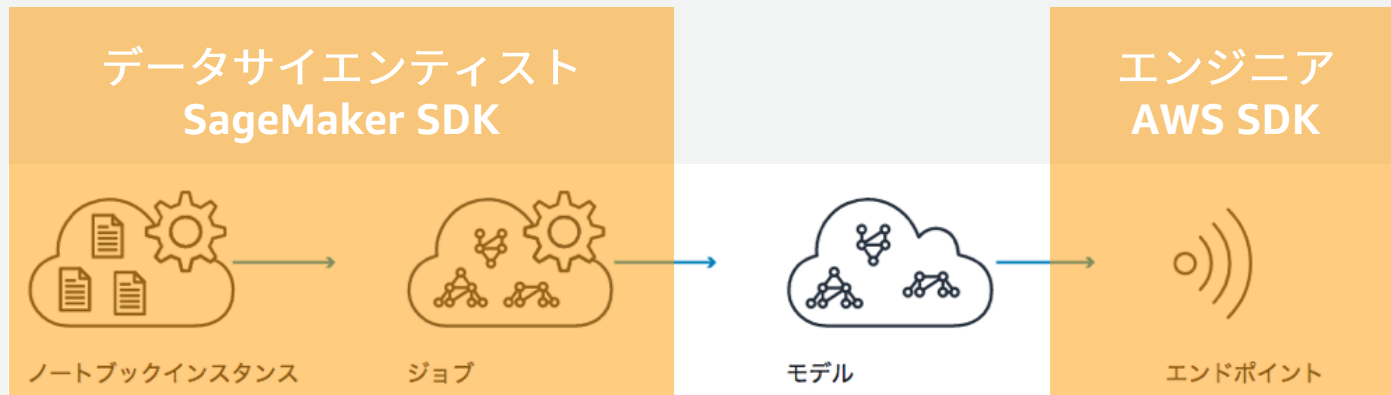 データサイエンティスト
SageMaker SDK
エンジニア
AWS SDK
ノートブックインスタンス
ジョブ
モデル
エンドポイント